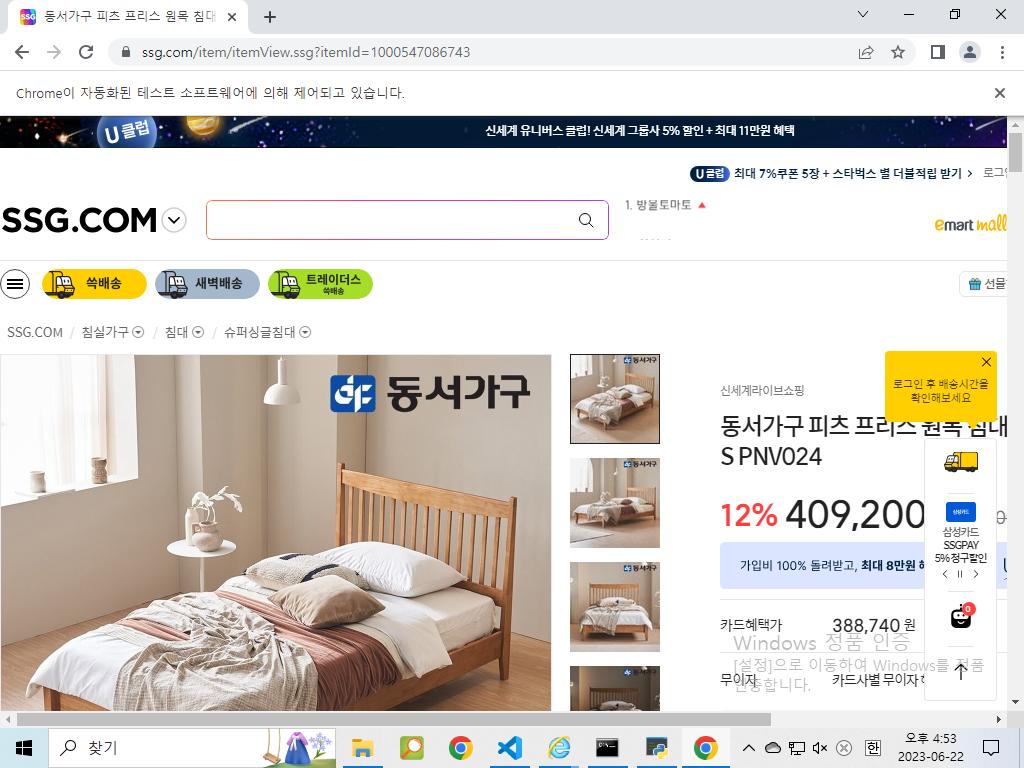 동서가구 피츠 프리스 원목 침대
ssg.com/item/itemView.ssg?itemId=1000547086743
Chrome이 자동화된 테스트 소프트웨어에 의해 제어되고 있습니다.
U 클럽
신세계 유니버스 클럽! 신세계 그룹사 5% 할인 + 최대 11만원 혜택
U 클럽 최대 7%쿠폰 5장 + 스타벅스 별 더블적립 받기 >
SSG.COM
1. 방울토마토
emart mall
쓱배송
새벽배송
트레이더스
쓱배송
선물
SSG.COM / 침실가구 / 침대 / 슈퍼싱글침대
동서가구
신세계라이브쇼핑
로그인 후 배송시간을
확인해보세요
동서가구 피츠 프리스 원목 침대
S PNV024
12% 409,200
가입비 100% 돌려받고, 최대 8만원
삼성카드
삼성카드
SSGPAY
5% 청구할인
카드혜택가 388,740 원
0
무이자 카드사별 무이자
Windows 정품 인증
[설정]으로 이동하여 Windows를 정품
인증합니다.
찾기
한
오후 4:53
2023-06-22